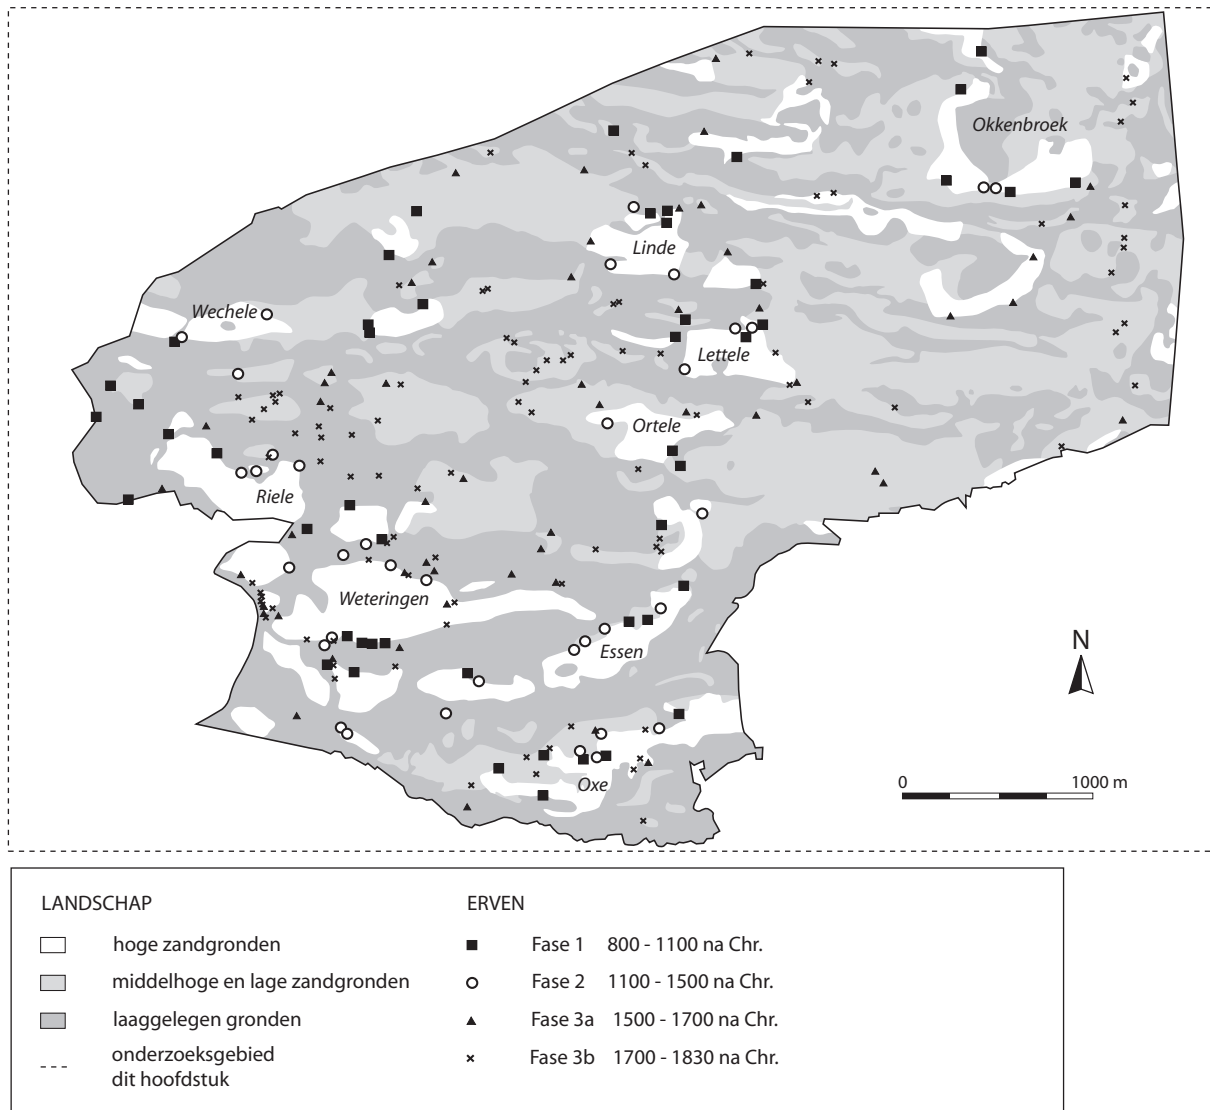 Okkenbroek
Linde
Wechele
Lettele
Ortele
Riele
Weteringen
Essen
N
Oxe
0 1000 m
LANDSCHAP
hoge zandgronden
middelhoge en lage zandgronden
laaggelegen gronden
onderzoeksgebied
dit hoofdstuk
ERVEN
Fase 1 800 - 1100 na Chr.
Fase 2 1100 - 1500 na Chr.
Fase 3a 1500 - 1700 na Chr.
Fase 3b 1700 - 1830 na Chr.